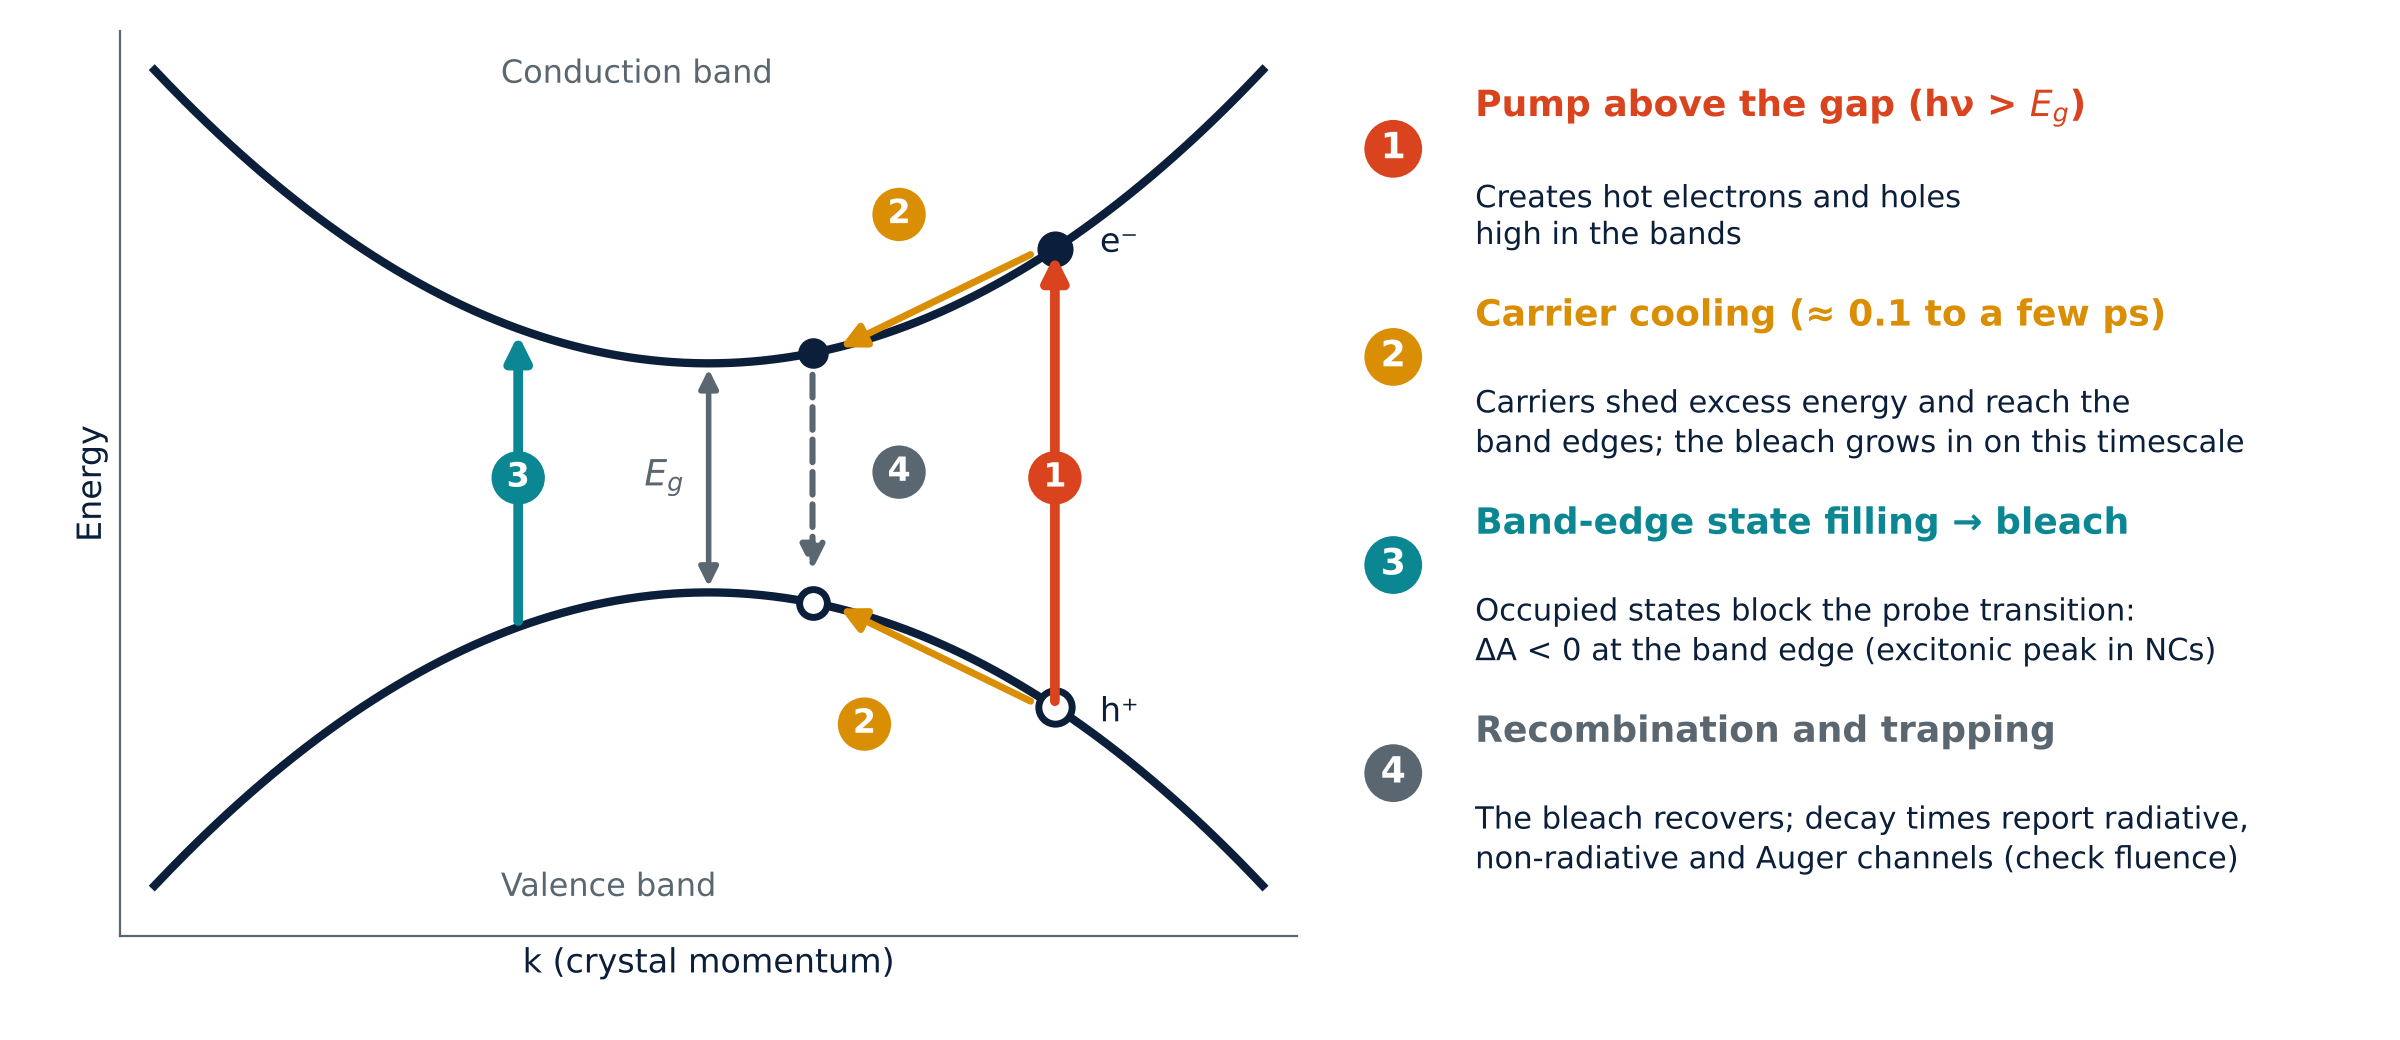 Conduction band
2
e⁻
Energy
3
E_g
4
1
h⁺
2
Valence band
k (crystal momentum)
1
Pump above the gap (hν > E_g)
Creates hot electrons and holes
high in the bands
2
Carrier cooling (≈ 0.1 to a few ps)
Carriers shed excess energy and reach the
band edges; the bleach grows in on this timescale
3
Band-edge state filling → bleach
Occupied states block the probe transition:
ΔA < 0 at the band edge (excitonic peak in NCs)
4
Recombination and trapping
The bleach recovers; decay times report radiative,
non-radiative and Auger channels (check fluence)